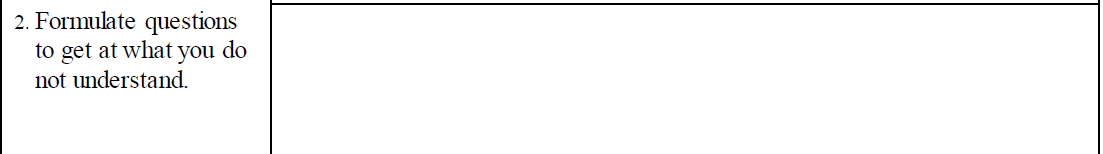 2. Formulate questions
to get at what you do
not understand.